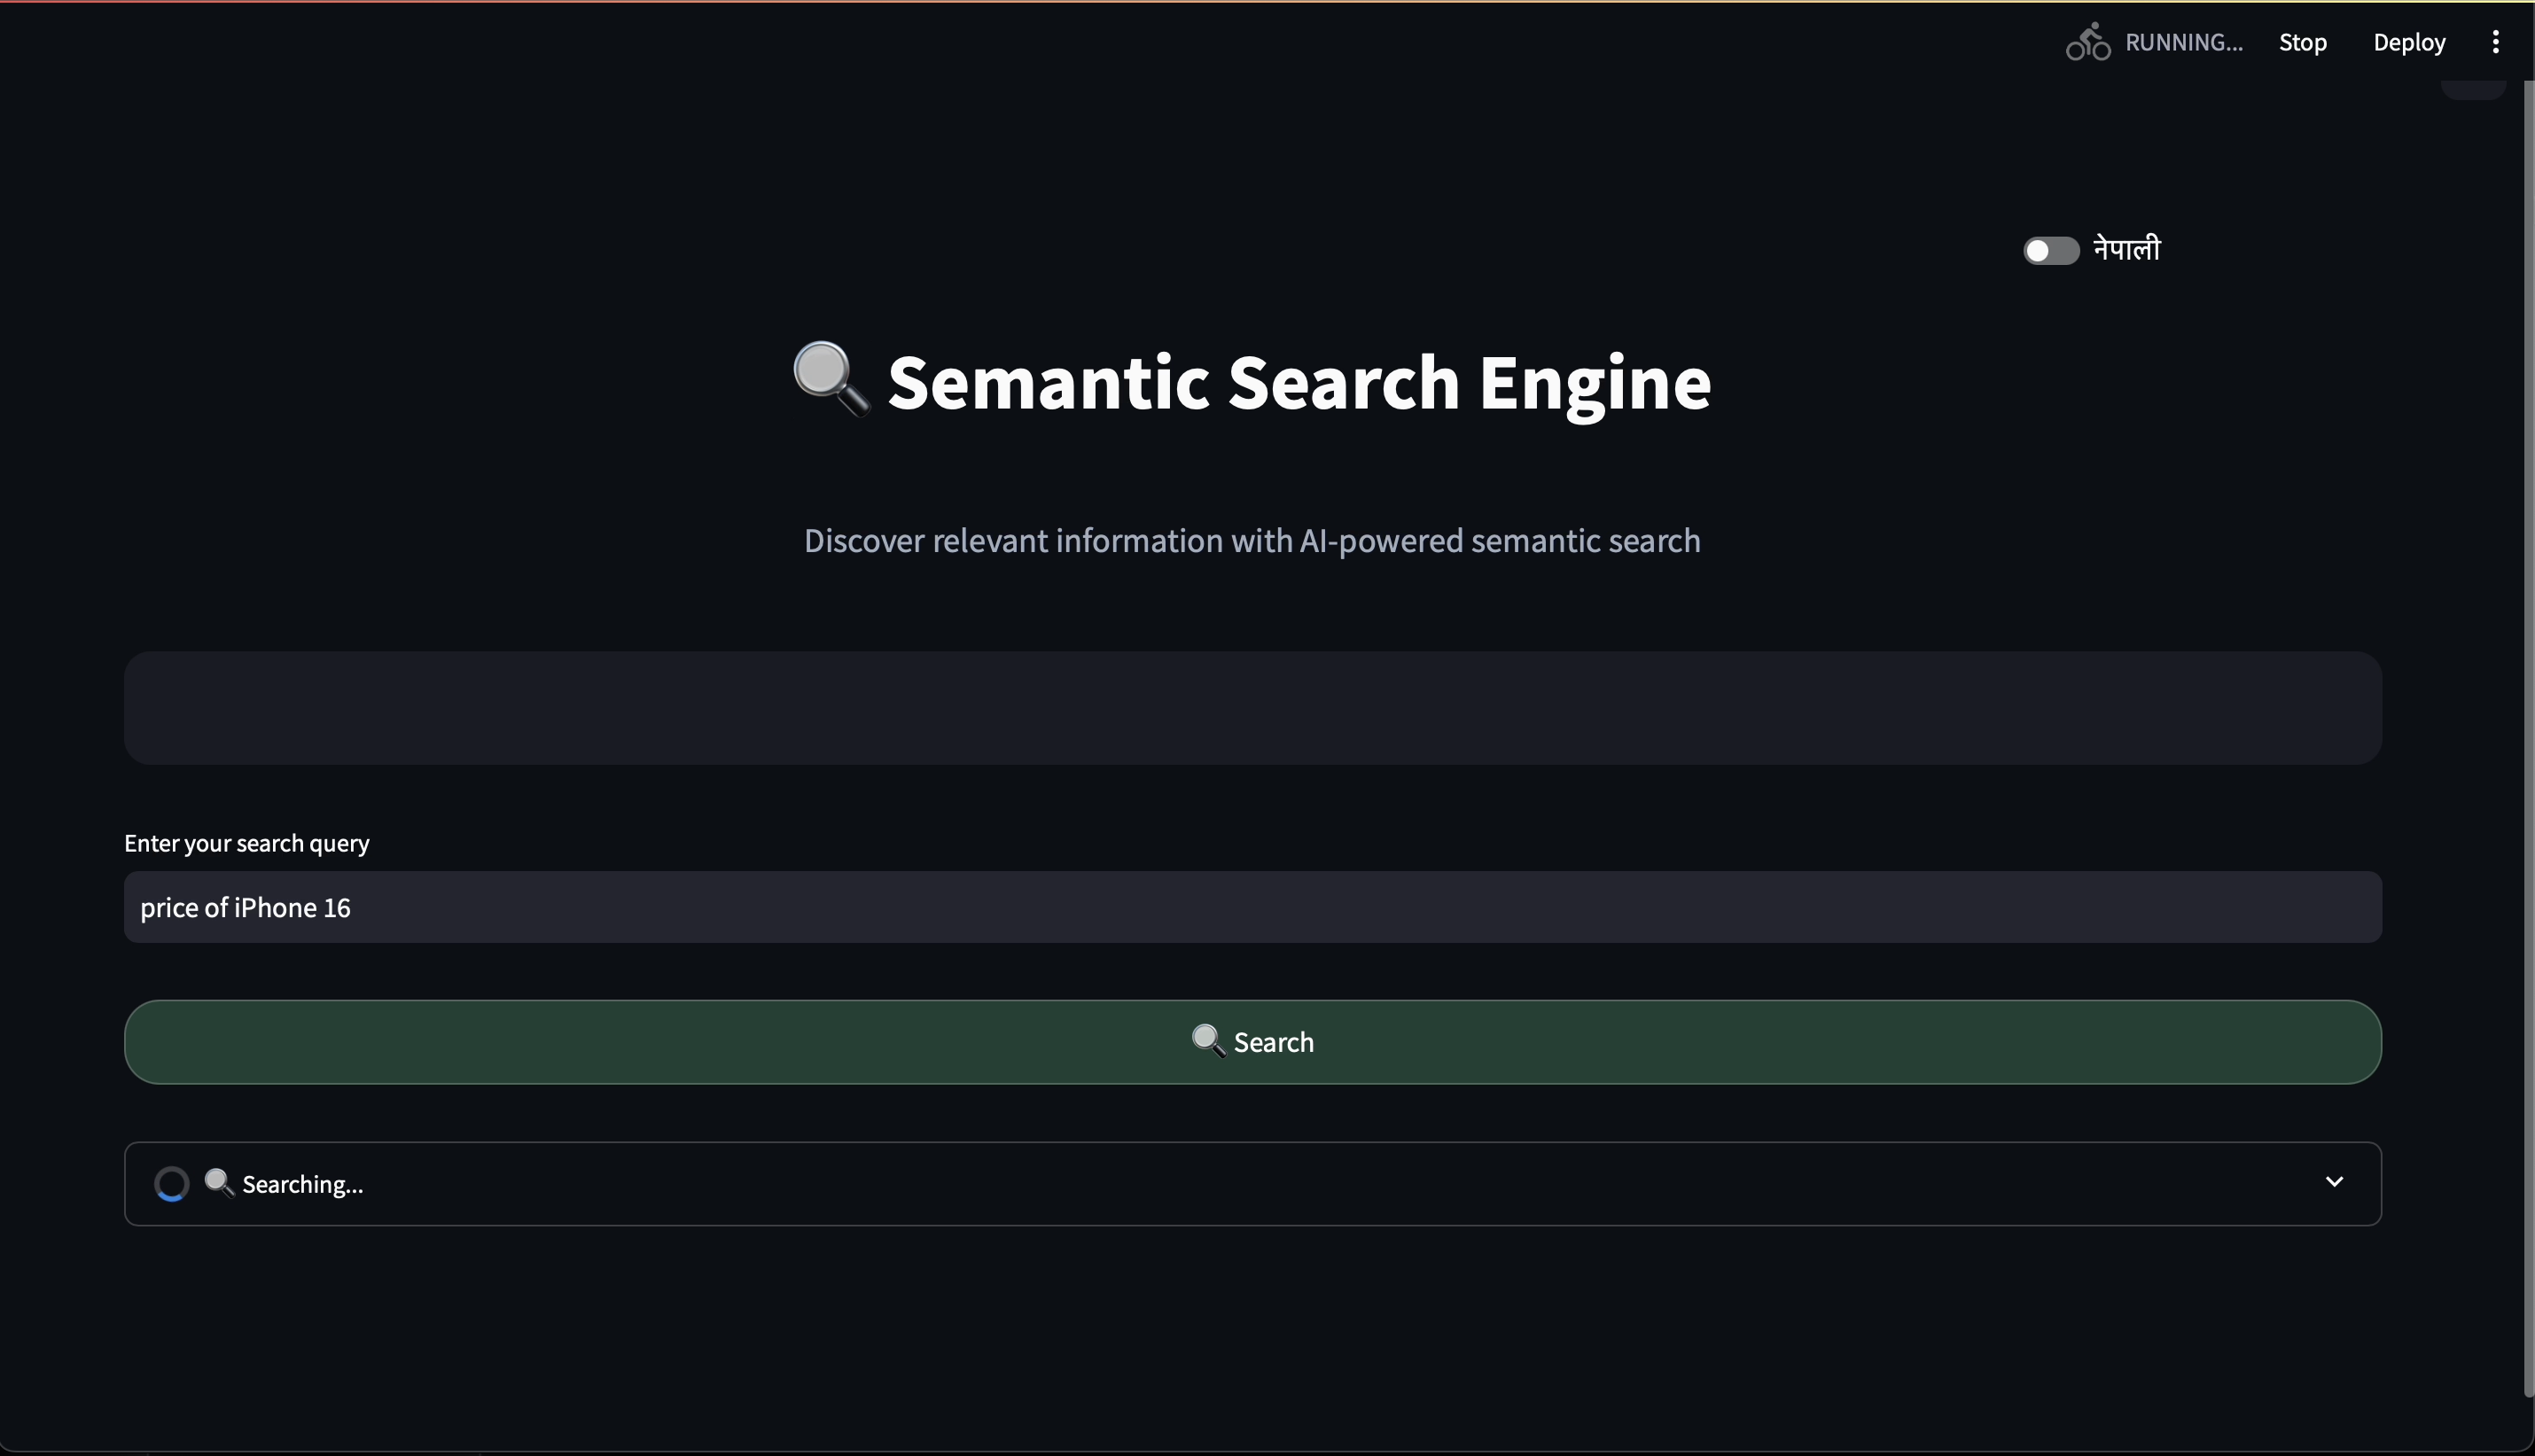 RUNNING...
Stop
Deploy
नेपाली
Semantic Search Engine
Discover relevant information with AI-powered semantic search
Enter your search query
price of iPhone 16
Search
Searching...